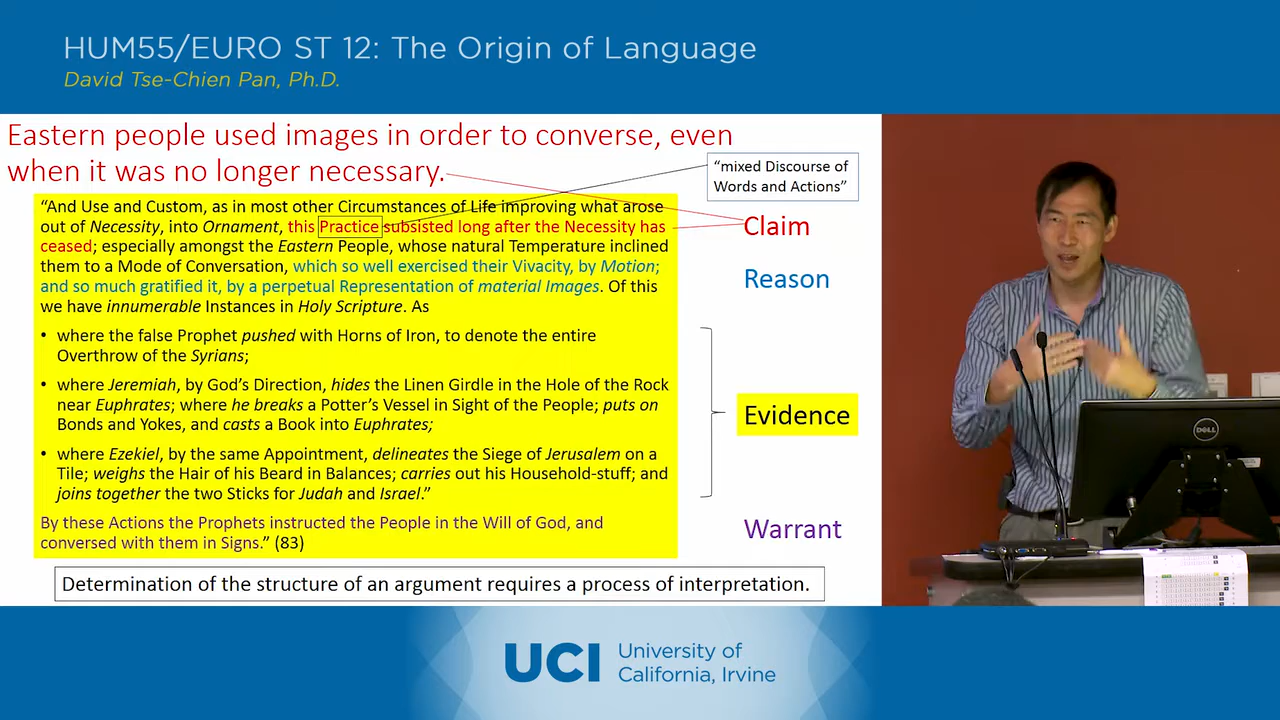 HUM55/EURO ST 12: The Origin of Language
David Tse-Chien Pan, Ph.D.
Eastern people used images in order to converse, even
when it was no longer necessary.
“mixed Discourse of
Words and Actions”
“And Use and Custom, as in most other Circumstances of Life improving what arose
out of Necessity, into Ornament, this Practice subsisted long after the Necessity has
ceased; especially amongst the Eastern People, whose natural Temperature inclined
them to a Mode of Conversation, which so well exercised their Vivacity, by Motion;
and so much gratified it, by a perpetual Representation of material Images. Of this
we have innumerable Instances in Holy Scripture. As
• where the false Prophet pushed with Horns of Iron, to denote the entire
Overthrow of the Syrians;
• where Jeremiah, by God’s Direction, hides the Linen Girdle in the Hole of the Rock
near Euphrates; where he breaks a Potter’s Vessel in Sight of the People; puts on
Bonds and Yokes, and casts a Book into Euphrates;
• where Ezekiel, by the same Appointment, delineates the Siege of Jerusalem on a
Tile; weighs the Hair of his Beard in Balances; carries out his Household-stuff; and
joins together the two Sticks for Judah and Israel.”
By these Actions the Prophets instructed the People in the Will of God, and
conversed with them in Signs.” (83)
Claim
Reason
Evidence
Warrant
Determination of the structure of an argument requires a process of interpretation.
DELL
UCI
University of
California, Irvine